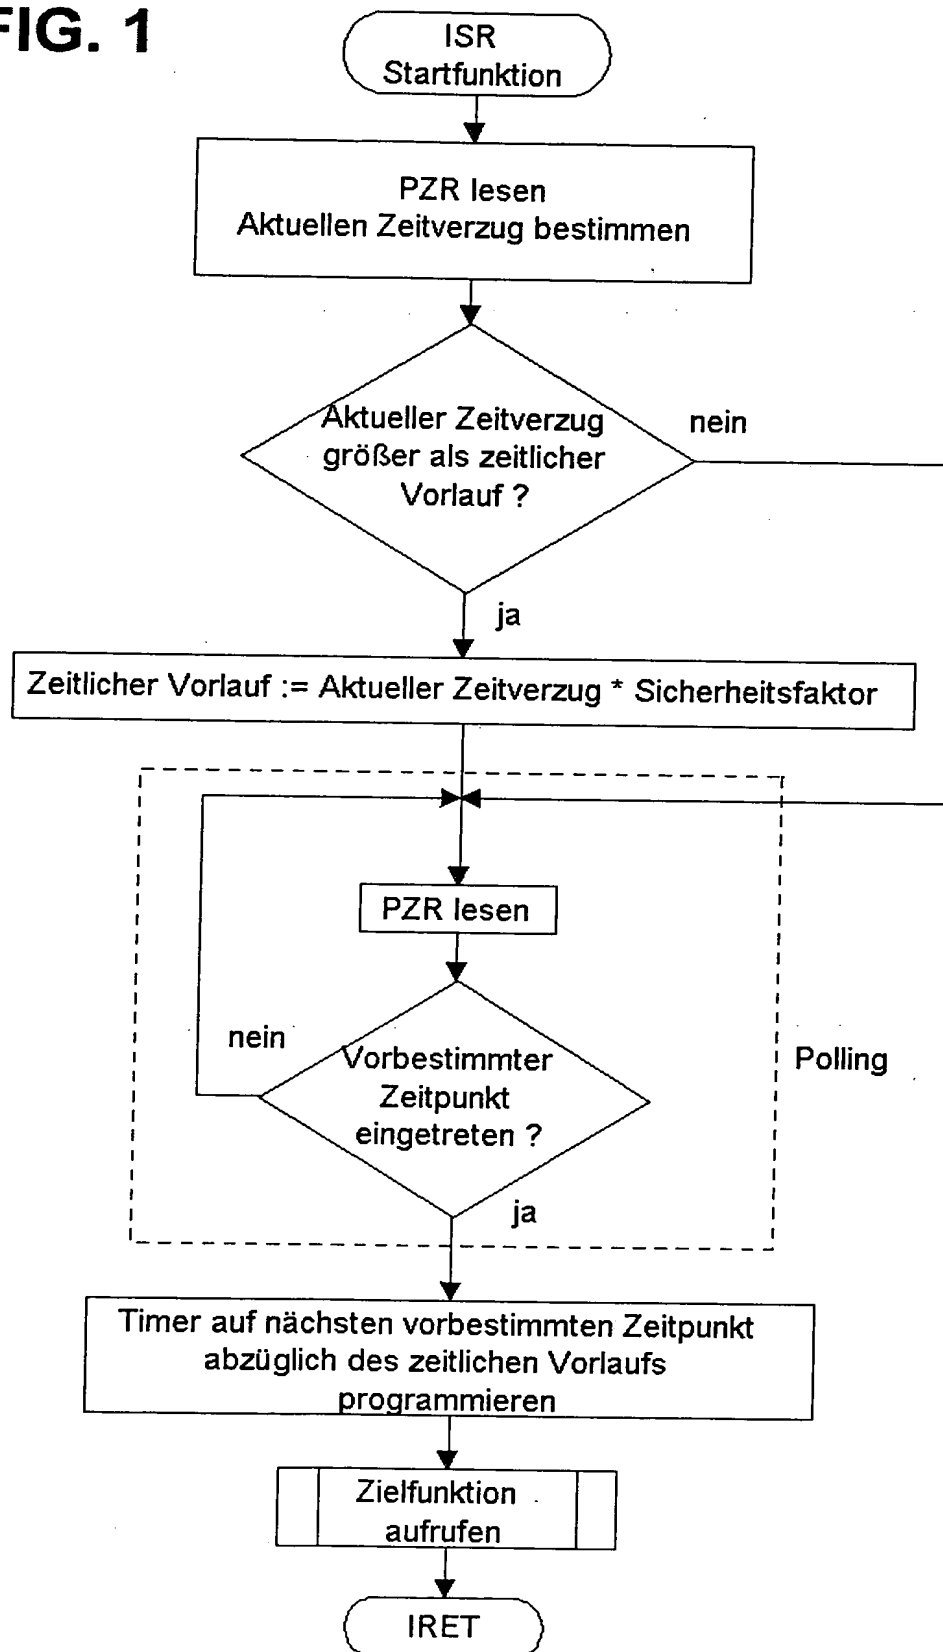 FIG. 1
ISR
Startfunktion
PZR lesen
Aktuellen Zeitverzug bestimmen
Aktueller Zeitverzug
größer als zeitlicher
Vorlauf ?
nein
ja
Zeitlicher Vorlauf := Aktueller Zeitverzug * Sicherheitsfaktor
PZR lesen
nein
Vorbestimmter
Zeitpunkt
eingetreten ?
Polling
ja
Timer auf nächsten vorbestimmten Zeitpunkt
abzüglich des zeitlichen Vorlaufs
programmieren
Zielfunktion
aufrufen
IRET